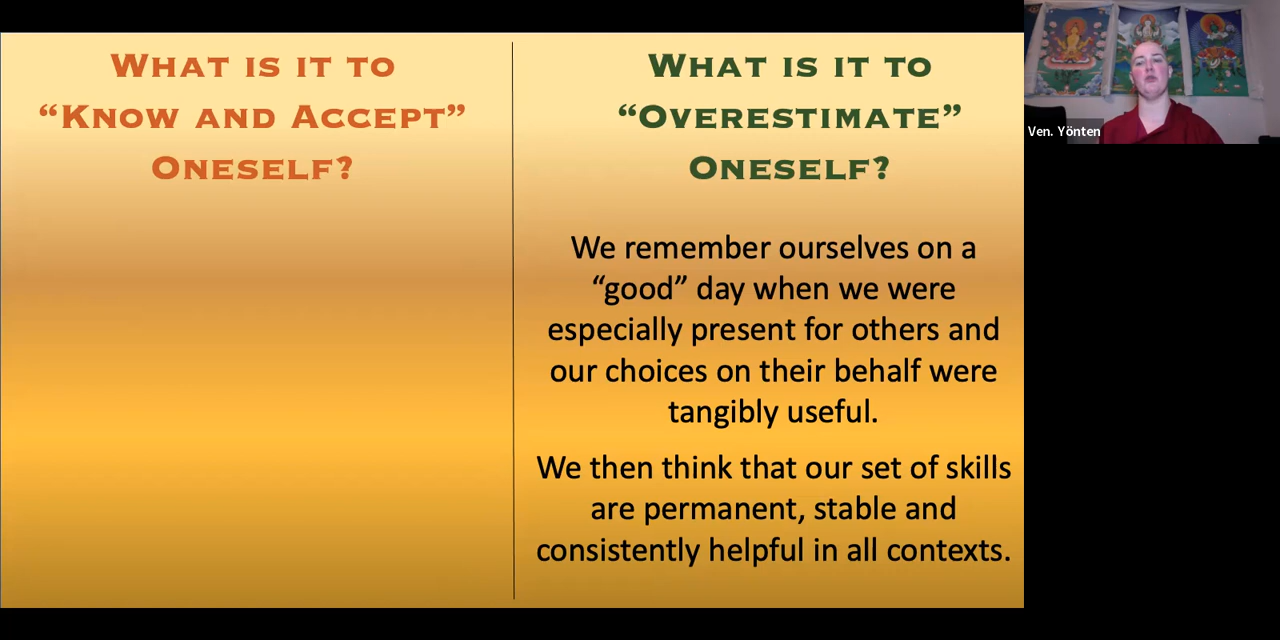 What is it to
“Know and Accept”
Oneself?
What is it to
“Overestimate”
Oneself?
We remember ourselves on a
“good” day when we were
especially present for others and
our choices on their behalf were
tangibly useful.
We then think that our set of skills
are permanent, stable and
consistently helpful in all contexts.
Ven. Yönten